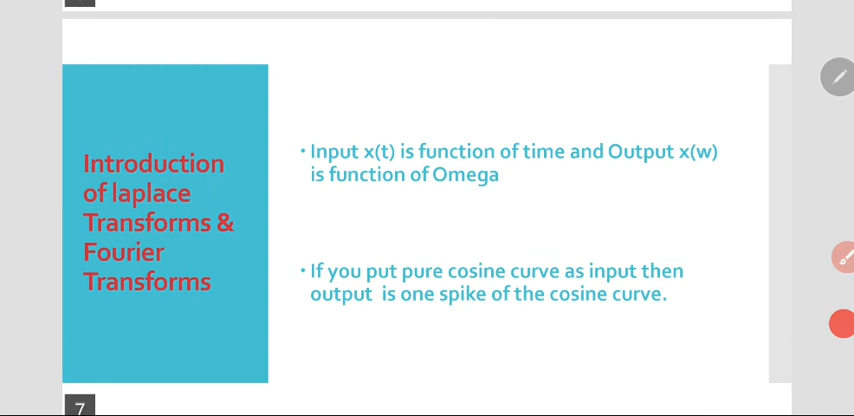 Introduction
of laplace
Transforms &
Fourier
Transforms
• Input x(t) is function of time and Output x(w)
is function of Omega
• If you put pure cosine curve as input then
output is one spike of the cosine curve.
7